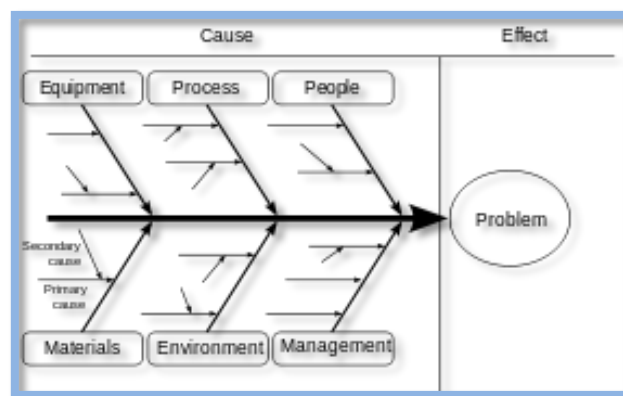 Cause
Effect
Equipment
Process
People
Problem
Secondary
cause
Primary
cause
Materials
Environment
Management